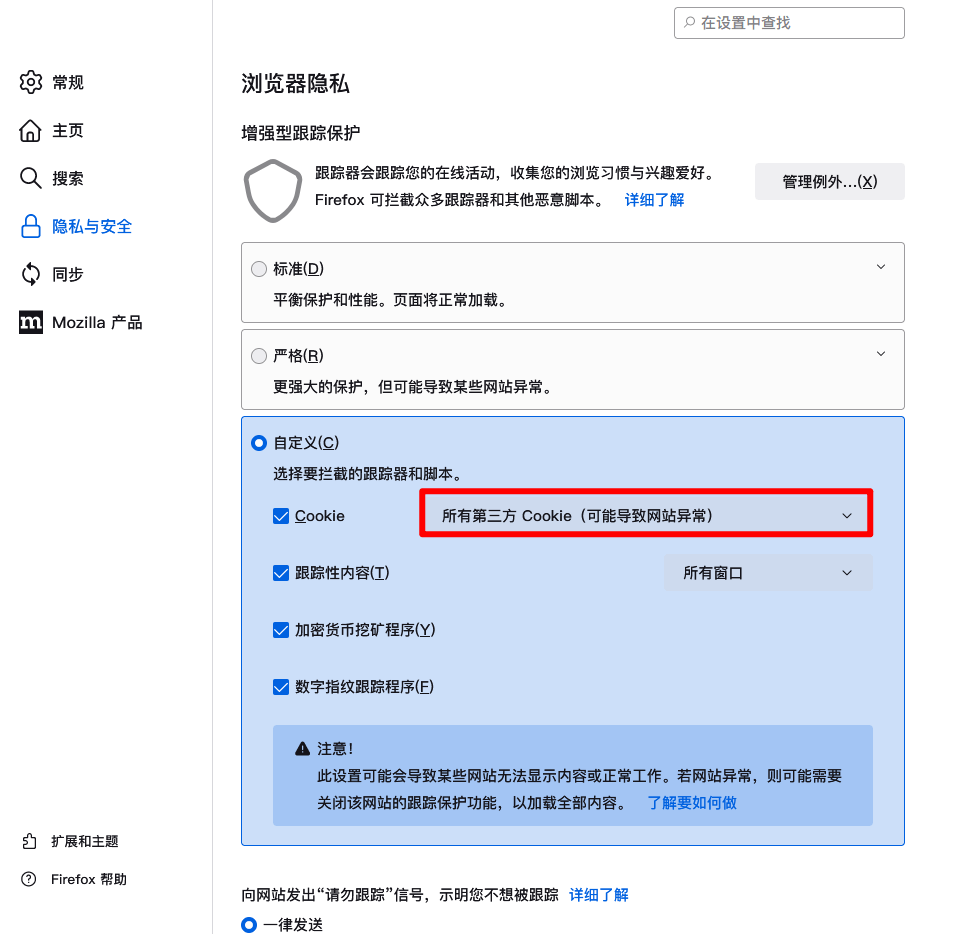 在设置中查找
常规
主页
搜索
隐私与安全
同步
Mozilla 产品
扩展和主题
Firefox 帮助
浏览器隐私
增强型跟踪保护
跟踪器会跟踪您的在线活动，收集您的浏览习惯与兴趣爱好。
Firefox 可拦截众多跟踪器和其他恶意脚本。 详细了解
管理例外...(X)
标准(D)
平衡保护和性能。页面将正常加载。
严格(R)
更强大的保护，但可能导致某些网站异常。
自定义(C)
选择要拦截的跟踪器和脚本。
Cookie 所有第三方 Cookie（可能导致网站异常）
跟踪性内容(T) 所有窗口
加密货币挖矿程序(Y)
数字指纹跟踪程序(F)
注意！
此设置可能会导致某些网站无法显示内容或正常工作。若网站异常，则可能需要
关闭该网站的跟踪保护功能，以加载全部内容。 了解要如何做
向网站发出“请勿跟踪”信号，示明您不想被跟踪 详细了解
一律发送